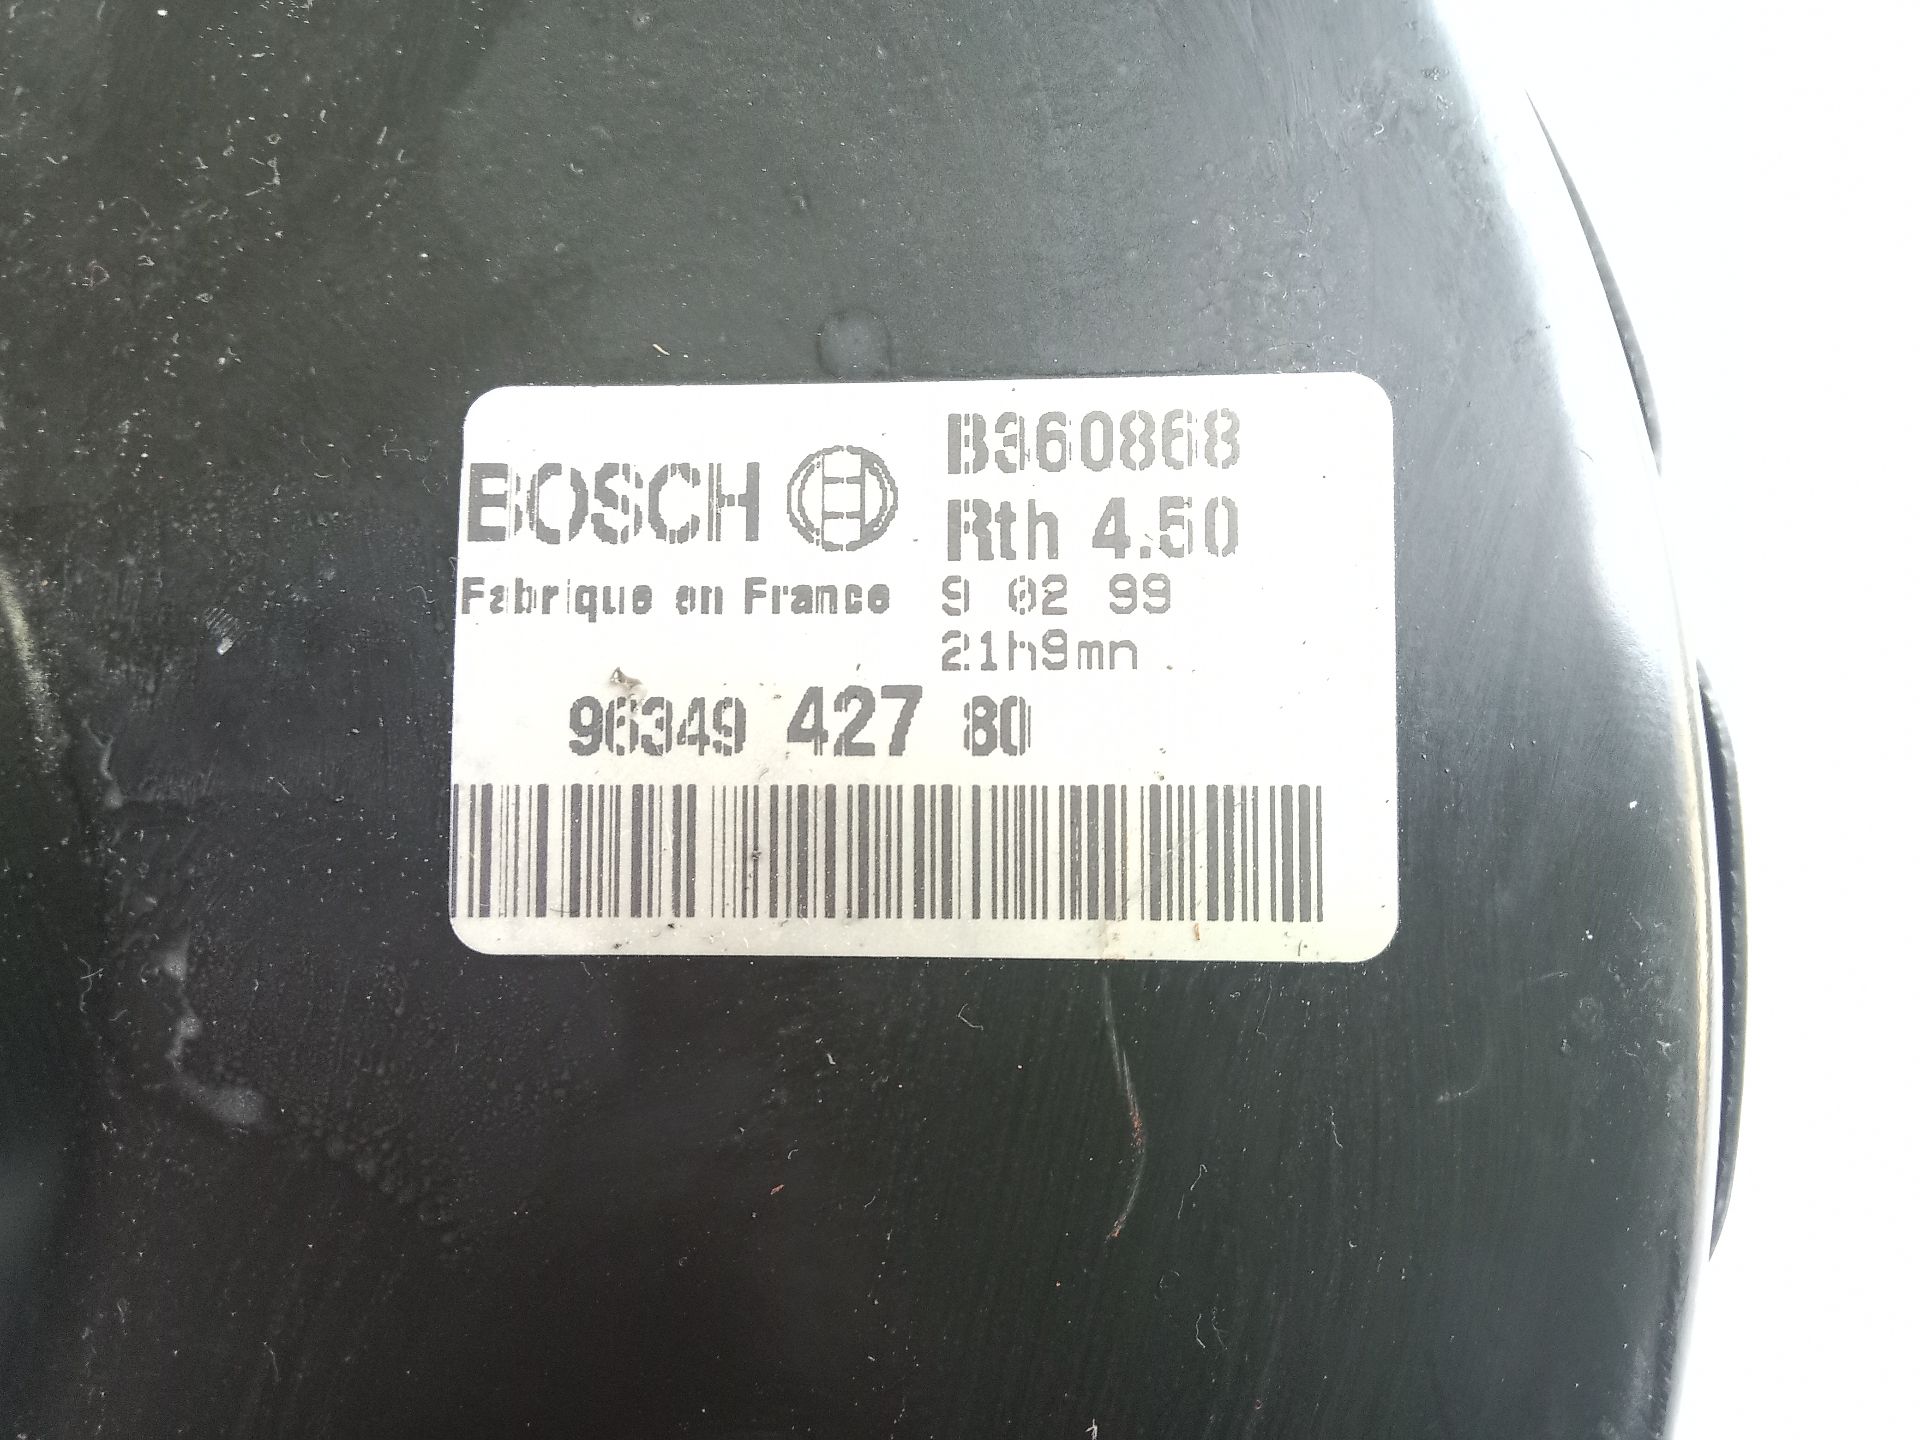 BOSCH
B360868
Rth 4.50
Fabrique en France
9 02 99
21h9mn
96349 427 80